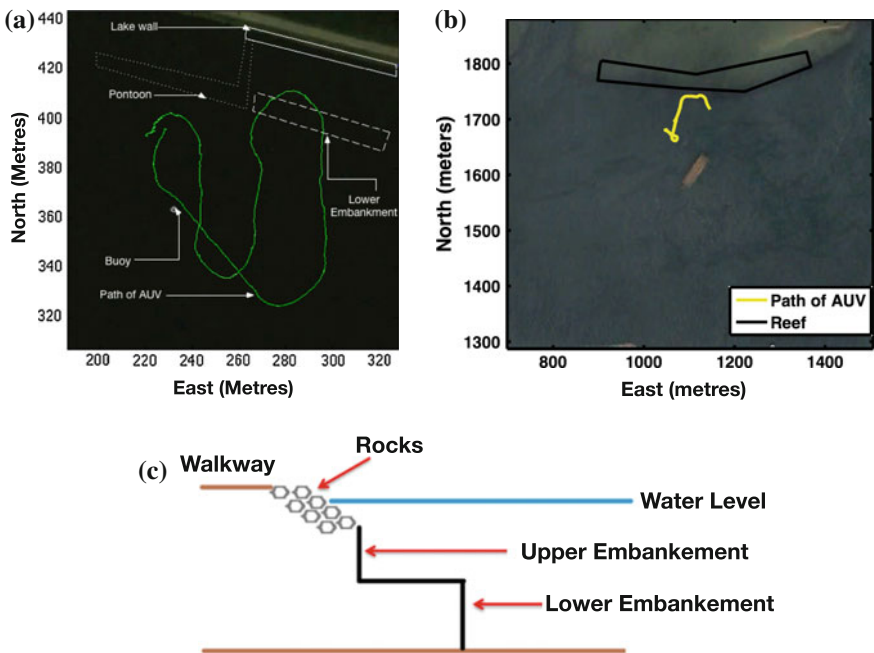 (a)
440
420
400
380
360
340
320
North (Metres)
Lake wall
Pontoon
Lower
Embankment
Buoy
Path of AUV
200
220
240
260
280
300
320
East (Metres)
(b)
1800
1700
1600
1500
1400
1300
North (meters)
Path of AUV
Reef
800
1000
1200
1400
East (metres)
(c)
Walkway
Rocks
Water Level
Upper Embankement
Lower Embankement